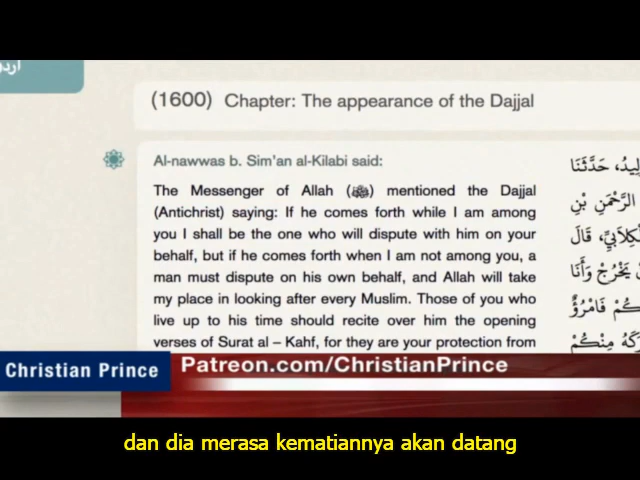 اردو
(1600) Chapter: The appearance of the Dajjal
Al-nawwas b. Sim'an al-Kilabi said:
The Messenger of Allah (ﷺ) mentioned the Dajjal
(Antichrist) saying: If he comes forth while I am among
you I shall be the one who will dispute with him on your
behalf, but if he comes forth when I am not among you, a
man must dispute on his own behalf, and Allah will take
my place in looking after every Muslim. Those of you who
live up to his time should recite over him the opening
verses of Surat al – Kahf, for they are your protection from
حَدَّثَنَا
الرَّحْمَنِ بْنِ
قَالَ
يَخْرُجْ وَأَنَا
فَامْرُؤٌ
مِنْكُمْ
Christian Prince
Patreon.com/ChristianPrince
dan dia merasa kematiannya akan datang